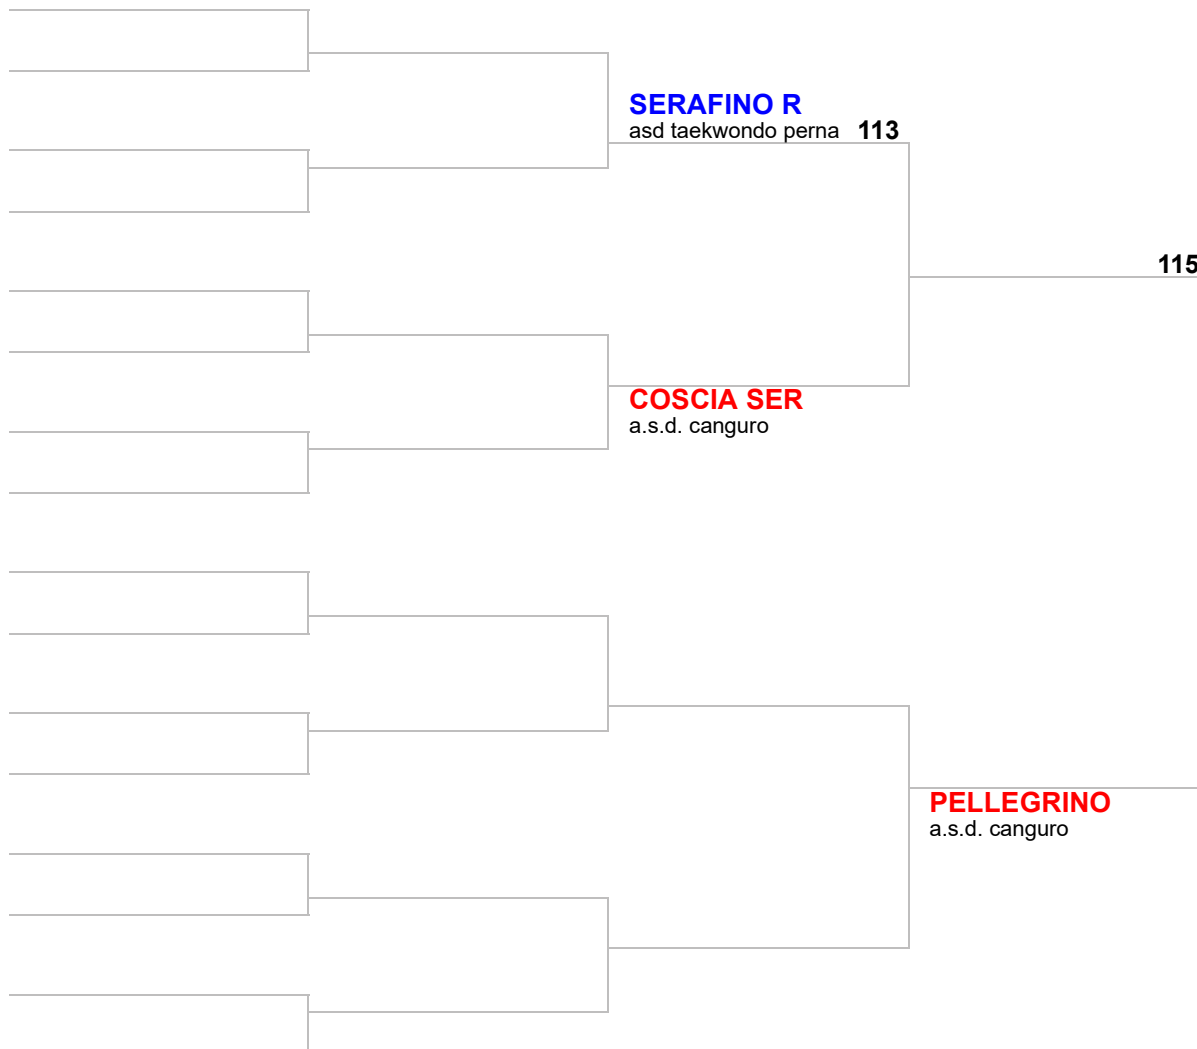 SERAFINO R
asd taekwondo perna 113
115
COSCIA SER
a.s.d. canguro
PELLEGRINO
a.s.d. canguro